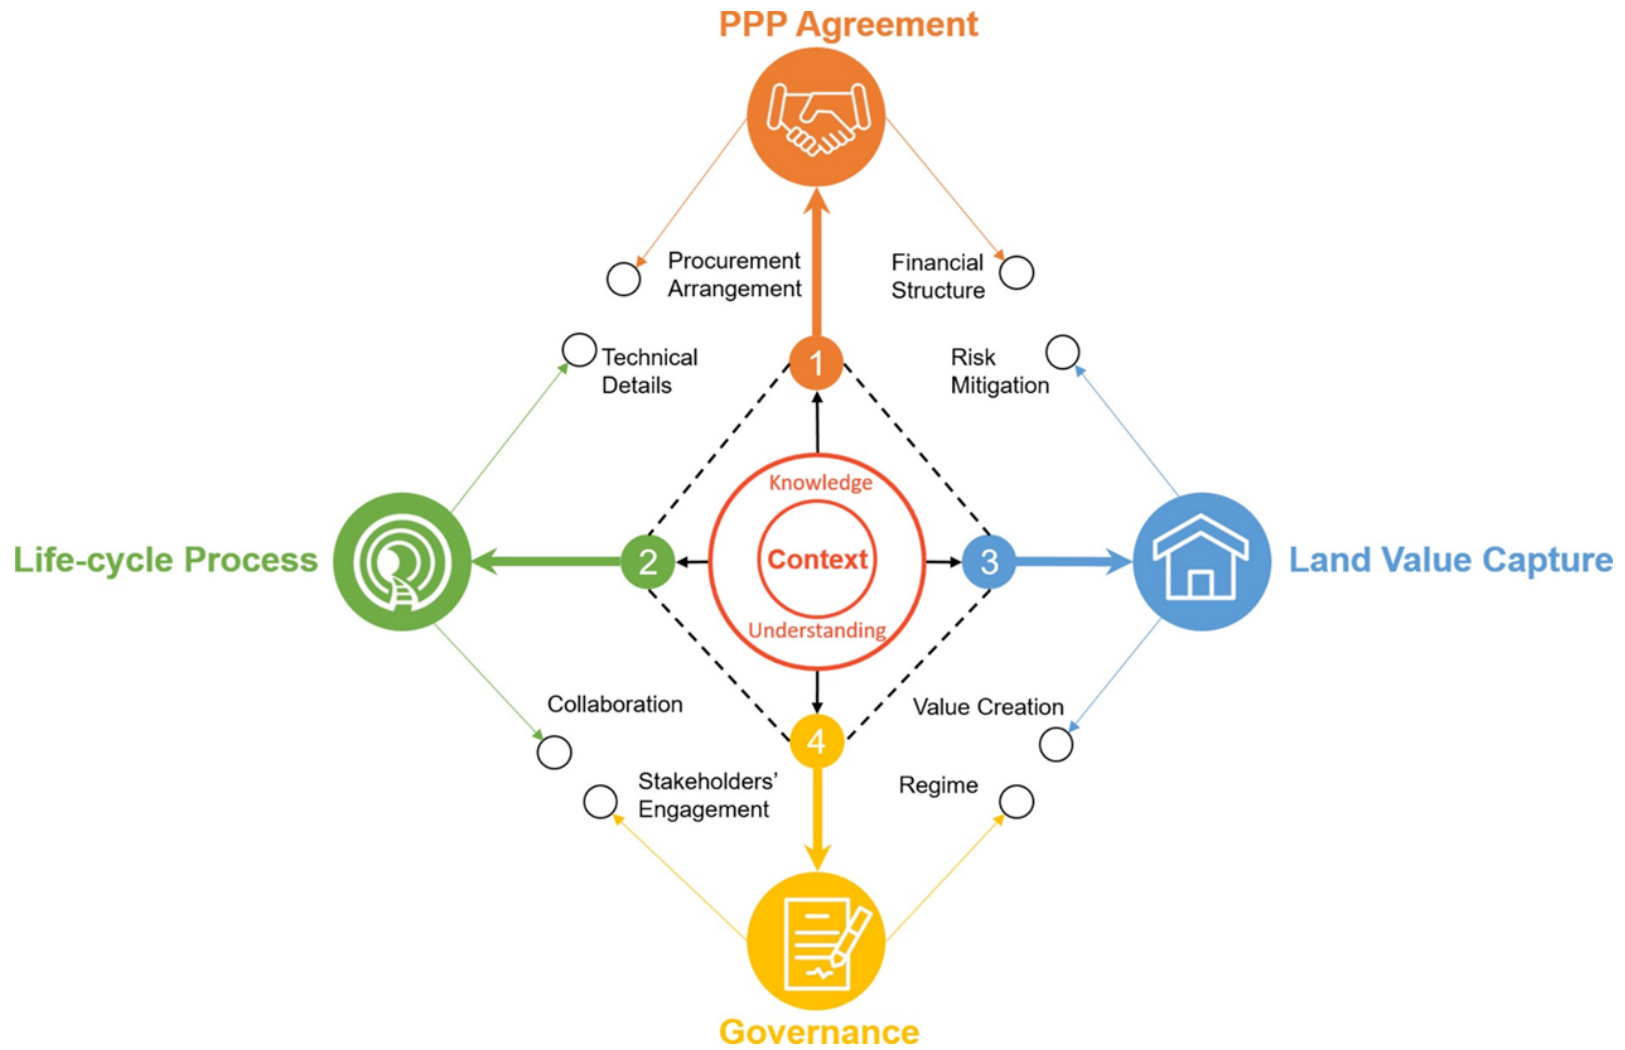 PPP Agreement
Procurement
Arrangement
Financial
Structure
Technical
Details
1
Risk
Mitigation
Knowledge
Life-cycle Process
2
Context
3
Land Value Capture
Understanding
Collaboration
Value Creation
4
Stakeholders’
Engagement
Regime
Governance